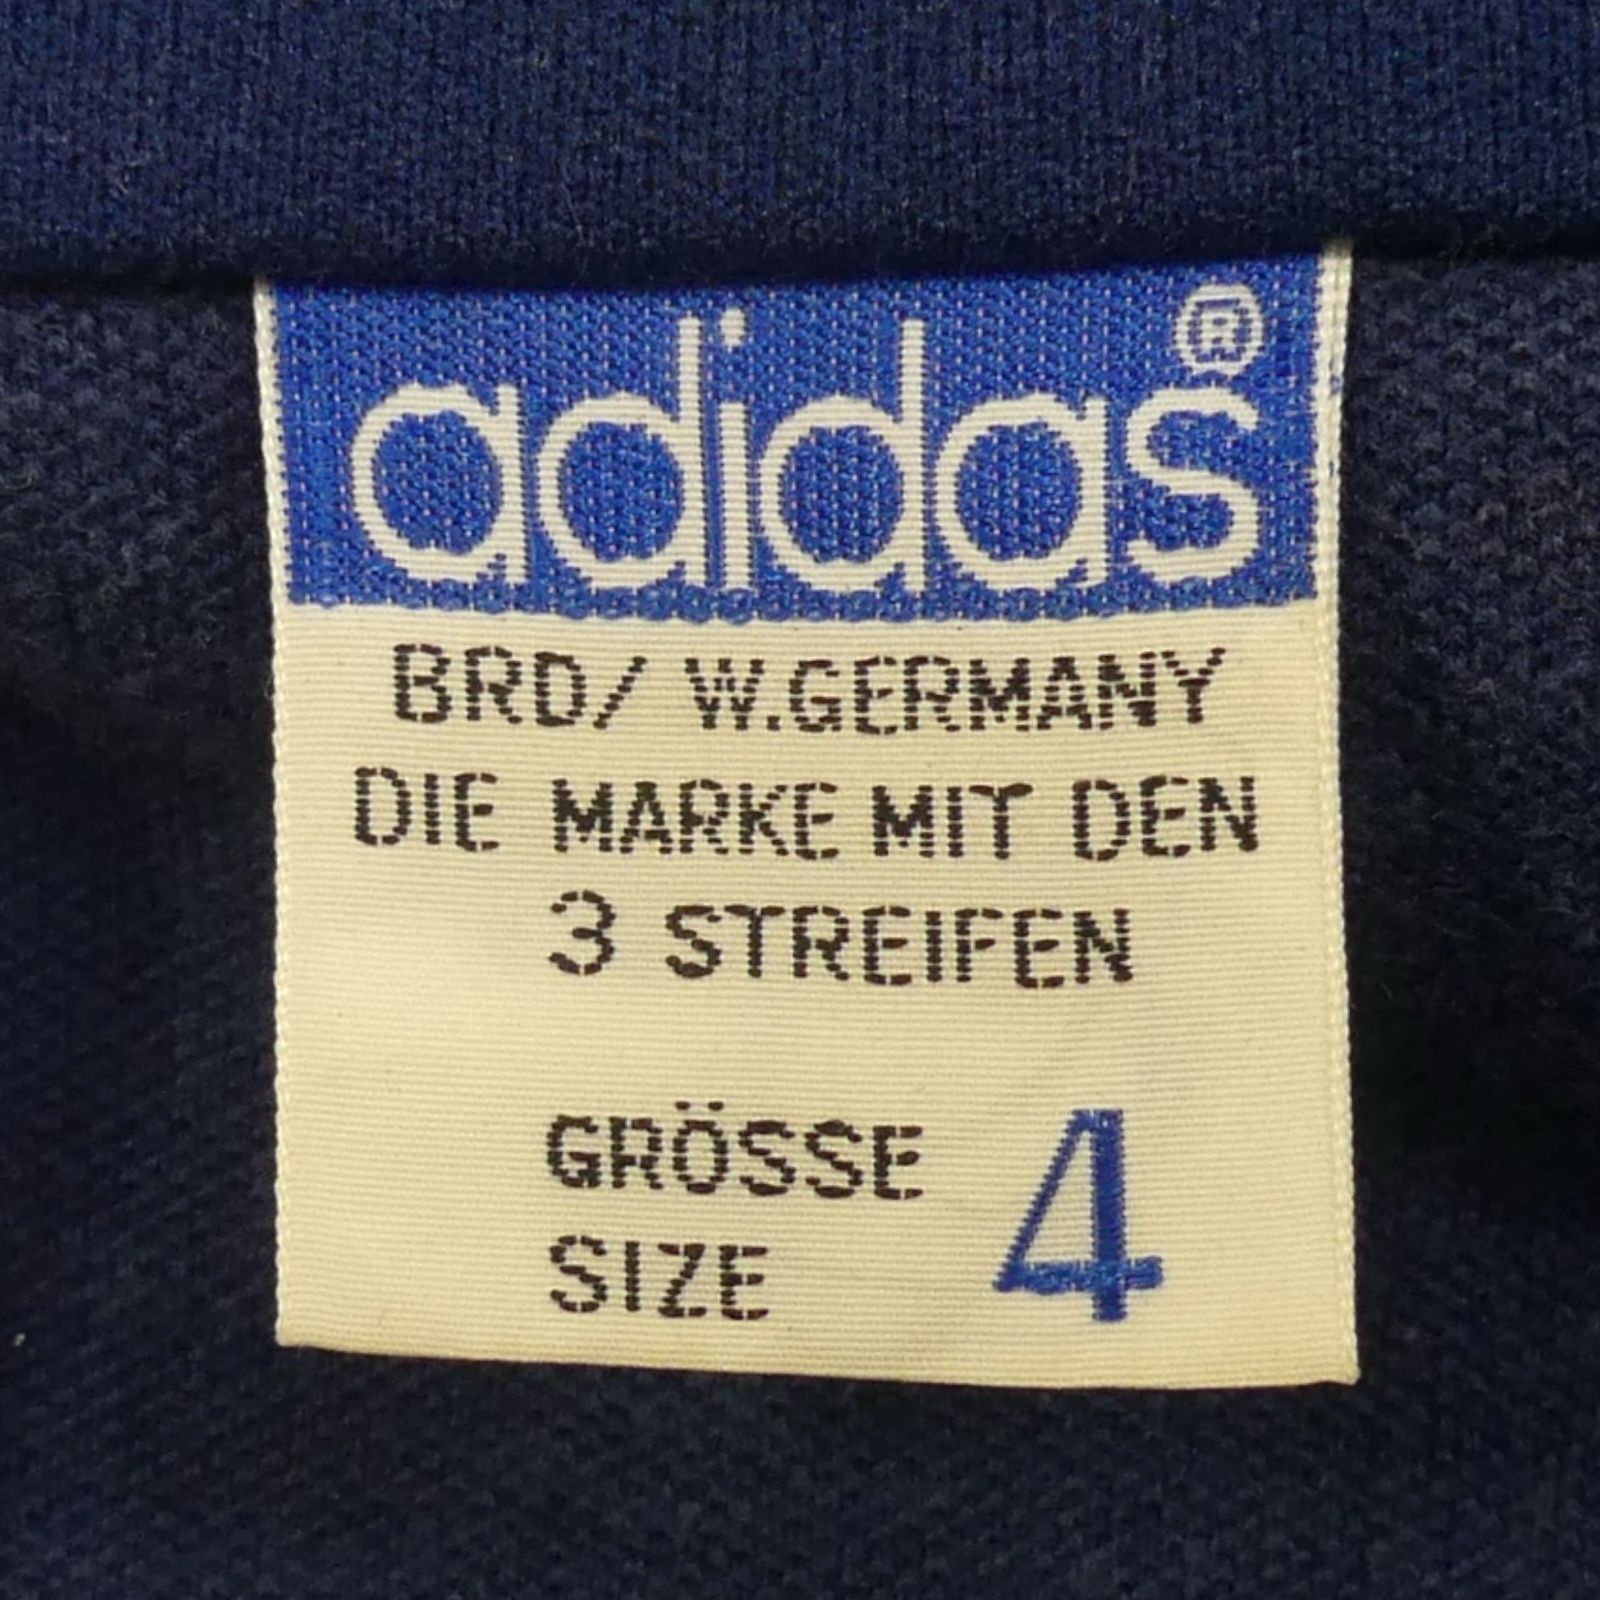 adidas®
BRD/ W.GERMANY
DIE MARKE MIT DEN
3 STREIFEN
GRÖSSE 4
SIZE